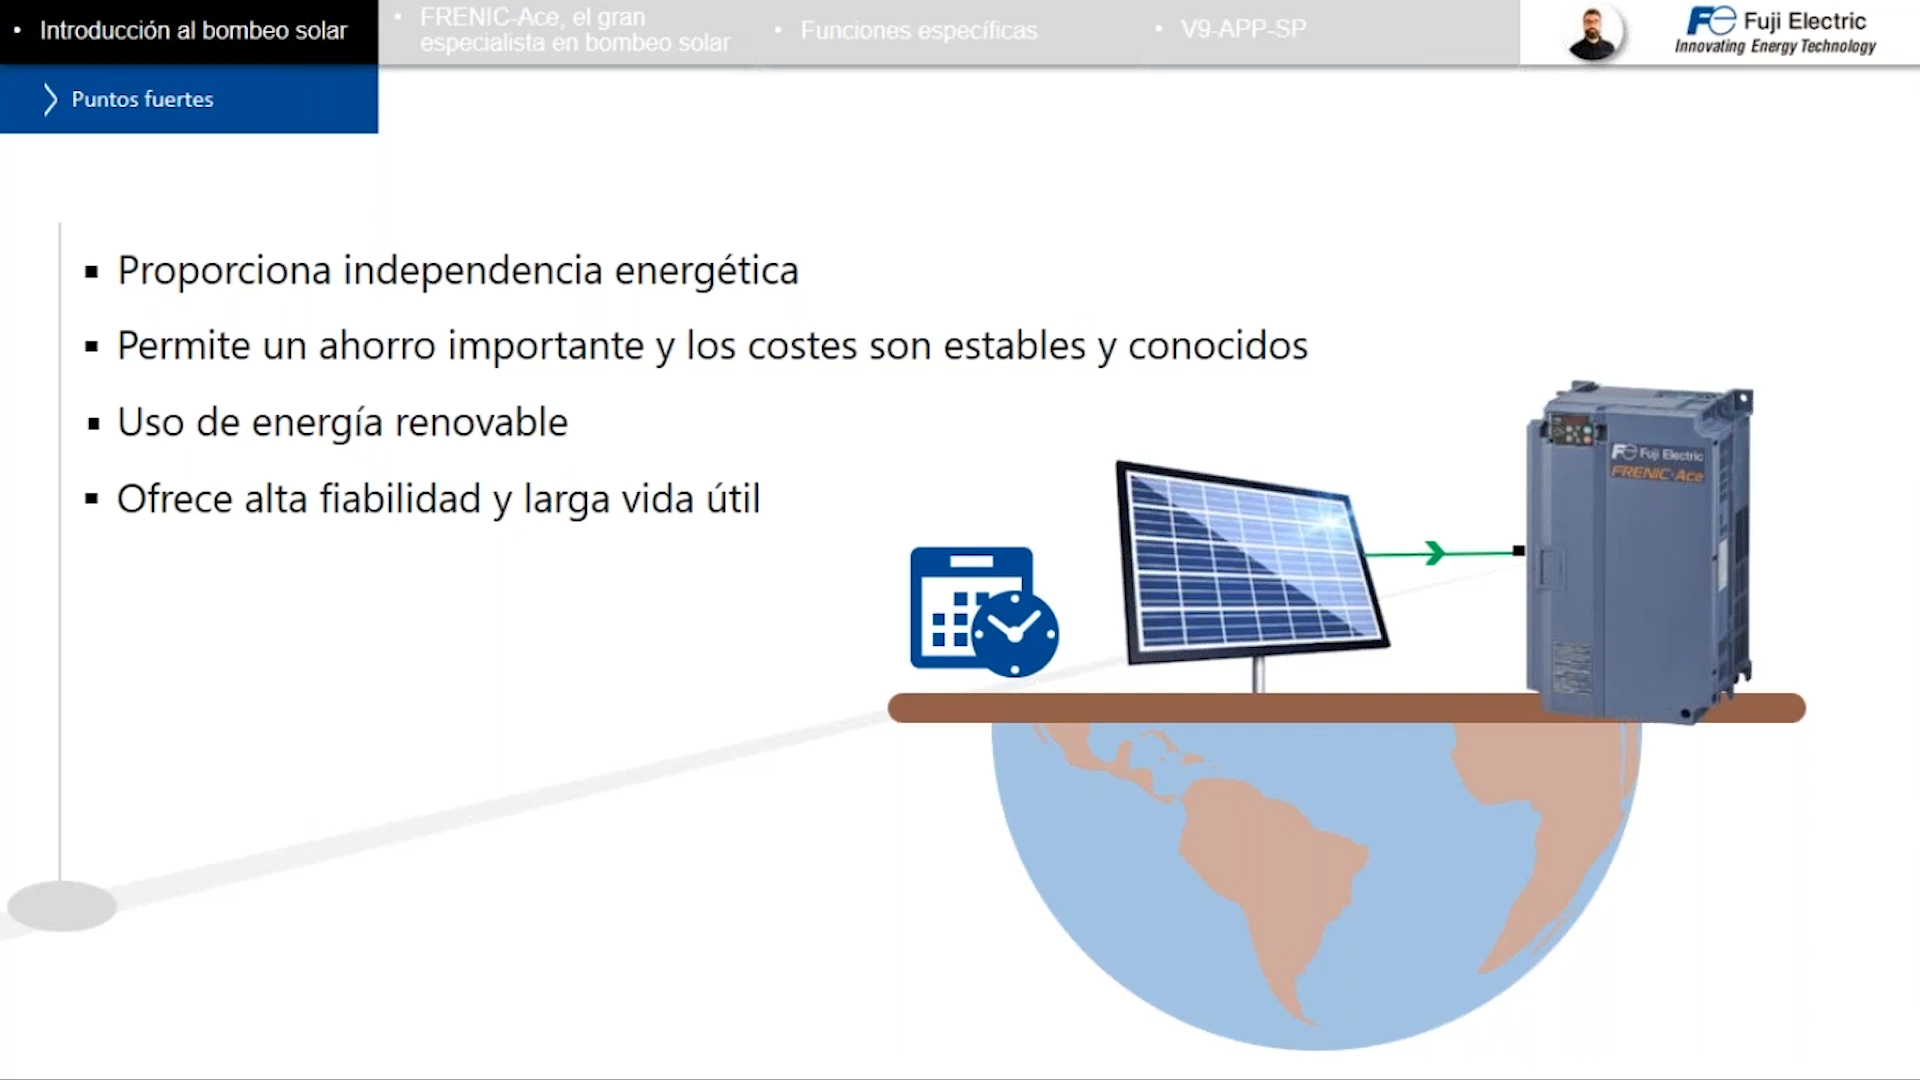 Introducción al bombeo solar
FRENIC-Ace, el gran
especialista en bombeo solar
Funciones específicas
V9-APP-SP
Fuji Electric
Innovating Energy Technology
Puntos fuertes
Proporciona independencia energética
Permite un ahorro importante y los costes son estables y conocidos
Uso de energía renovable
Ofrece alta fiabilidad y larga vida útil
Fuji Electric
FRENIC-Ace